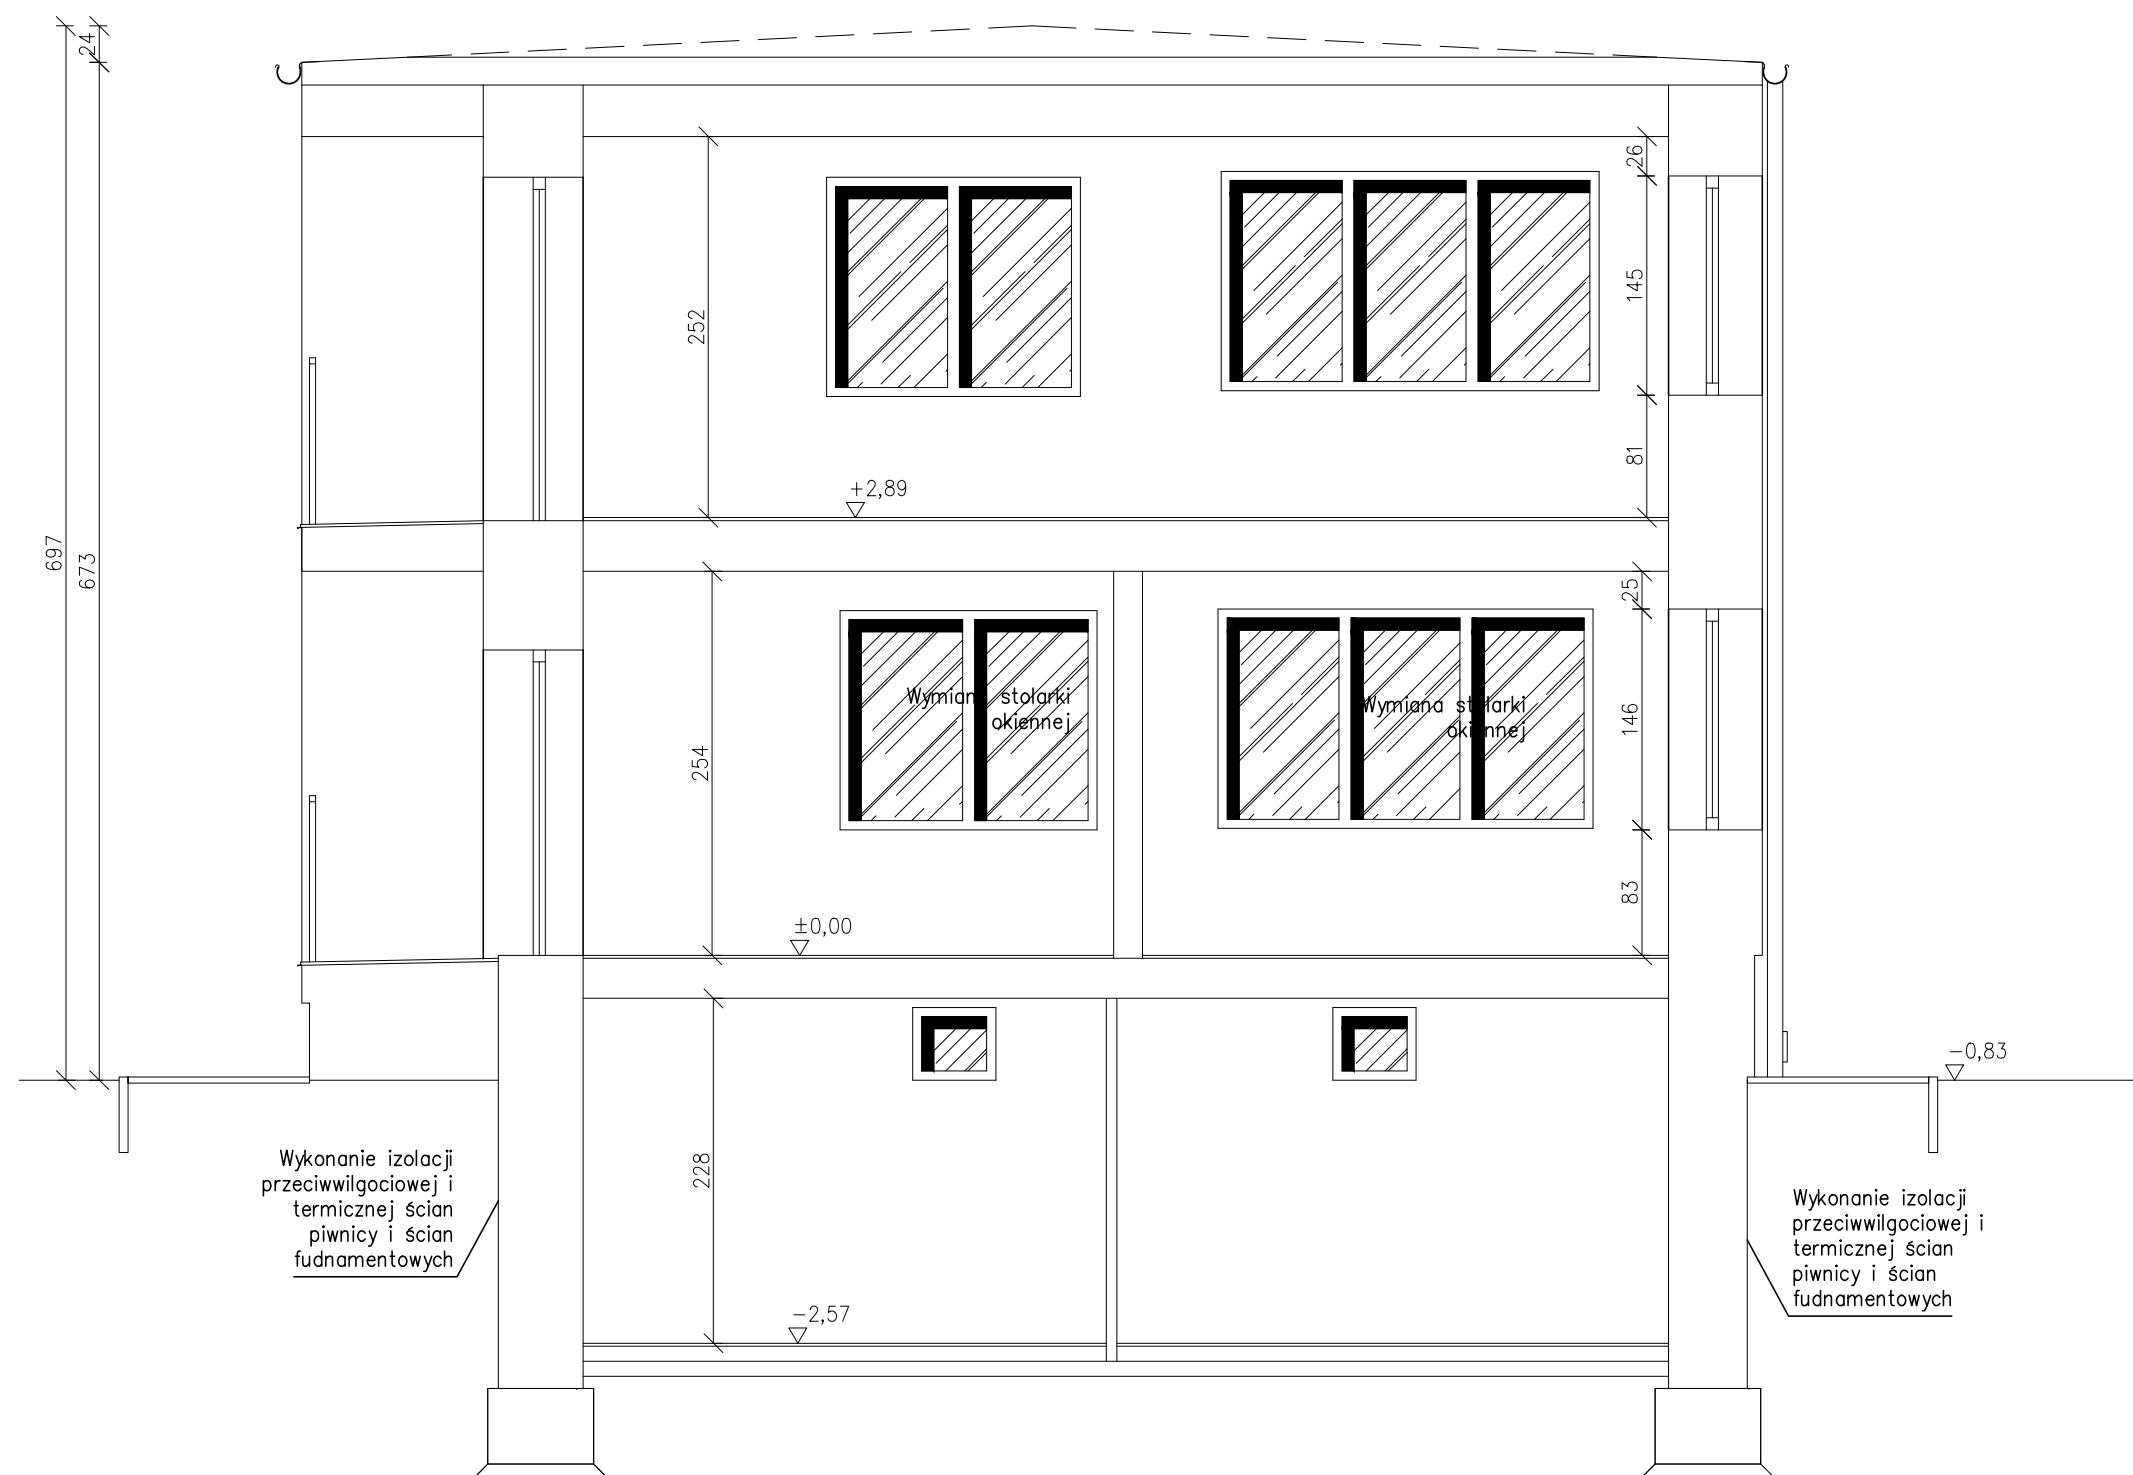 24
697
673
252
26
145
81
+2,89
254
25
146
83
Wymiana stolarki
okiennej
Wymiana stolarki
okiennej
±0,00
-0,83
228
-2,57
Wykonanie izolacji
przeciwwilgociowej i
termicznej ścian
piwnicy i ścian
fudnamentowych
Wykonanie izolacji
przeciwwilgociowej i
termicznej ścian
piwnicy i ścian
fudnamentowych